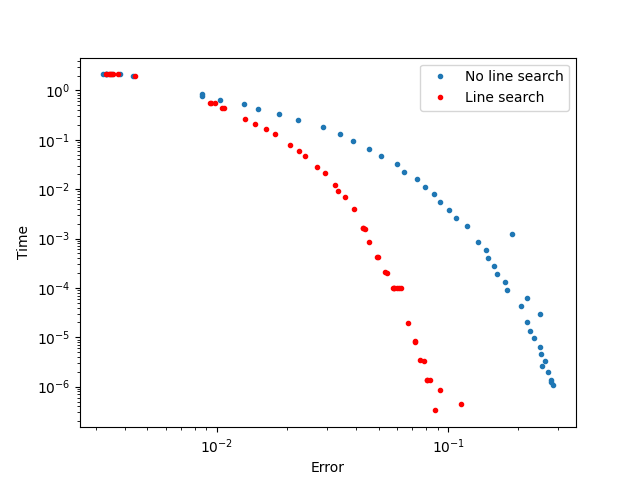 No line search
Line search
10⁰
10⁻¹
10⁻²
10⁻³
10⁻⁴
10⁻⁵
10⁻⁶
Time
10⁻²
10⁻¹
Error